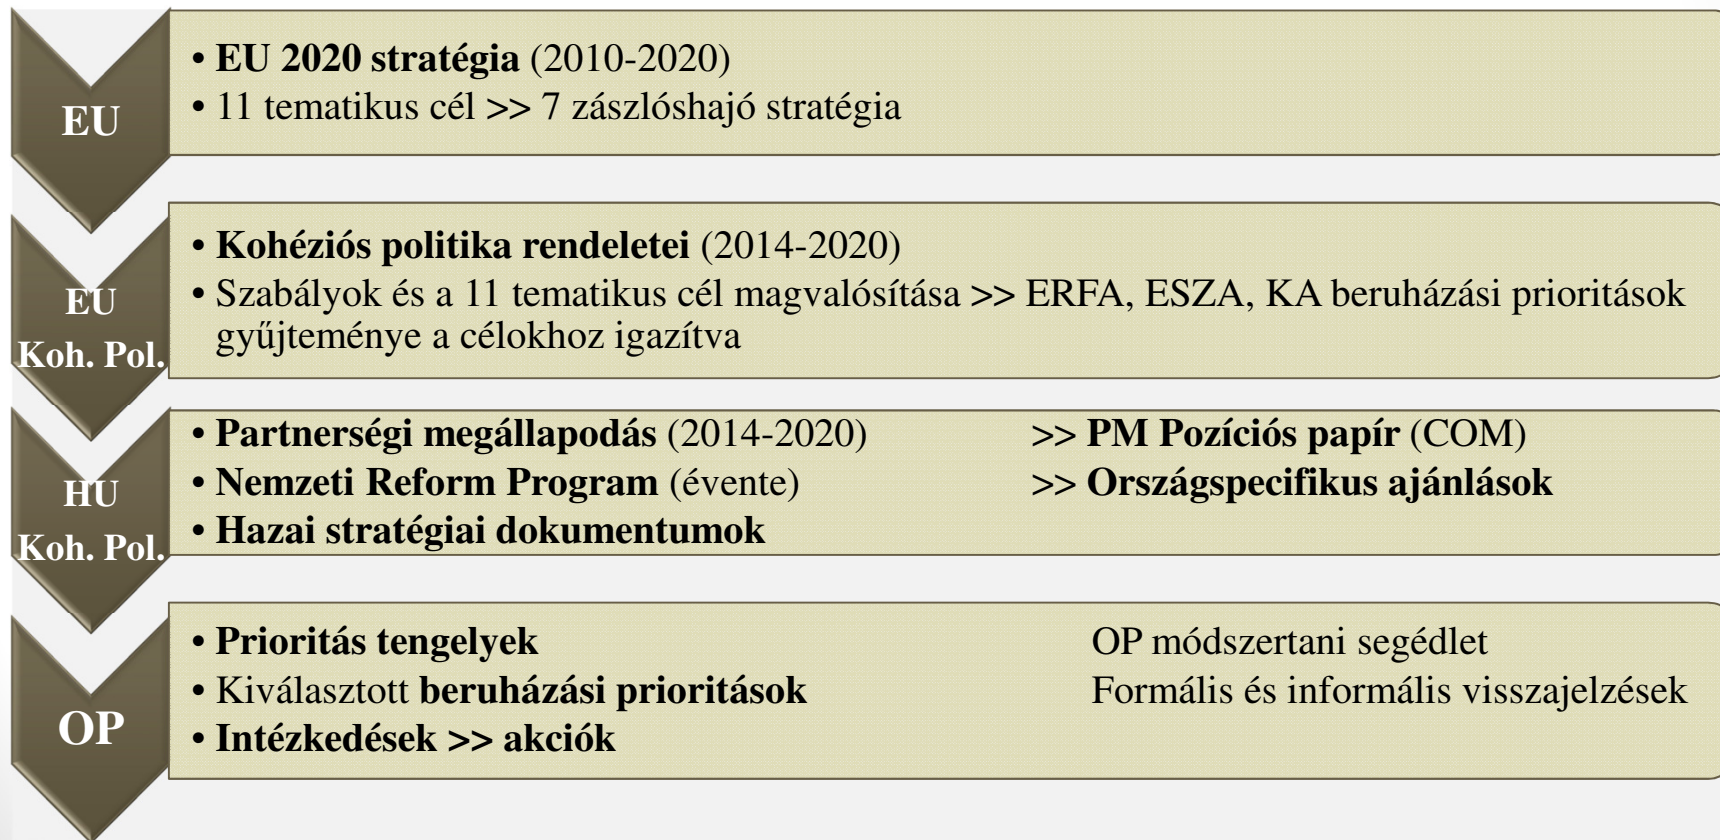 EU
• EU 2020 stratégia (2010-2020)
• 11 tematikus cél >> 7 zászlóshajó stratégia
EU
Koh. Pol.
• Kohéziós politika rendeletei (2014-2020)
• Szabályok és a 11 tematikus cél magvalósítása >> ERFA, ESZA, KA beruházási prioritások
gyűjteménye a célokhoz igazítva
HU
Koh. Pol.
• Partnerségi megállapodás (2014-2020) >> PM Pozíciós papír (COM)
• Nemzeti Reform Program (évente) >> Országspecifikus ajánlások
• Hazai stratégiai dokumentumok
OP
• Prioritás tengelyek OP módszertani segédlet
• Kiválasztott beruházási prioritások Formális és informális visszajelzések
• Intézkedések >> akciók